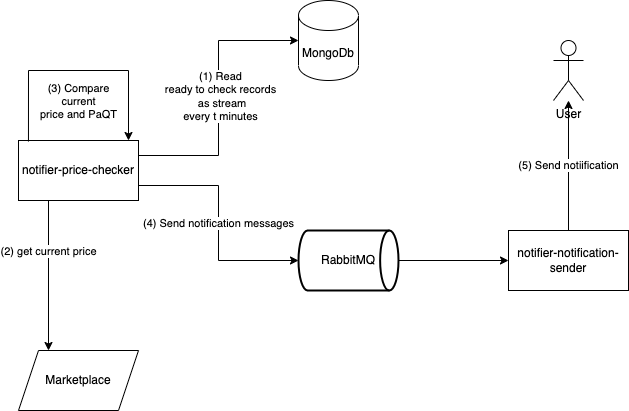 MongoDb
(1) Read
ready to check records
as stream
every t minutes
(3) Compare
current
price and PaQT
User
notifier-price-checker
(5) Send notiification
(4) Send notification messages
(2) get current price
RabbitMQ
notifier-notification-
sender
Marketplace